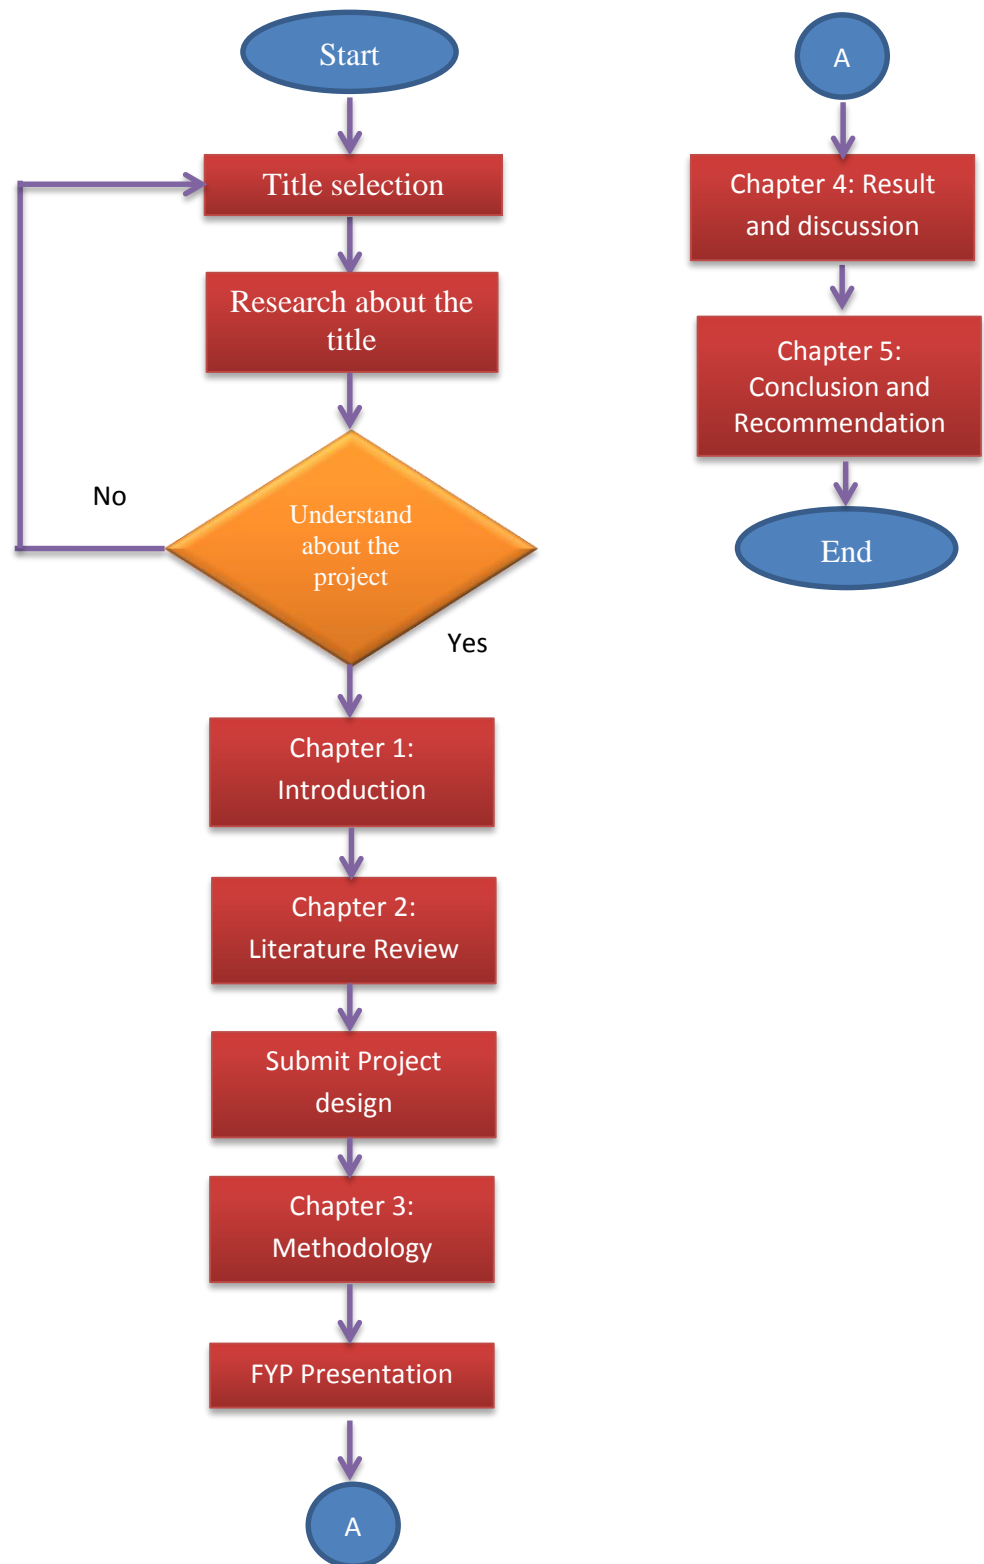 Start
Title selection
Research about the
title
No
Understand
about the
project
Yes
Chapter 1:
Introduction
Chapter 2:
Literature Review
Submit Project
design
Chapter 3:
Methodology
FYP Presentation
A
A
Chapter 4: Result
and discussion
Chapter 5:
Conclusion and
Recommendation
End